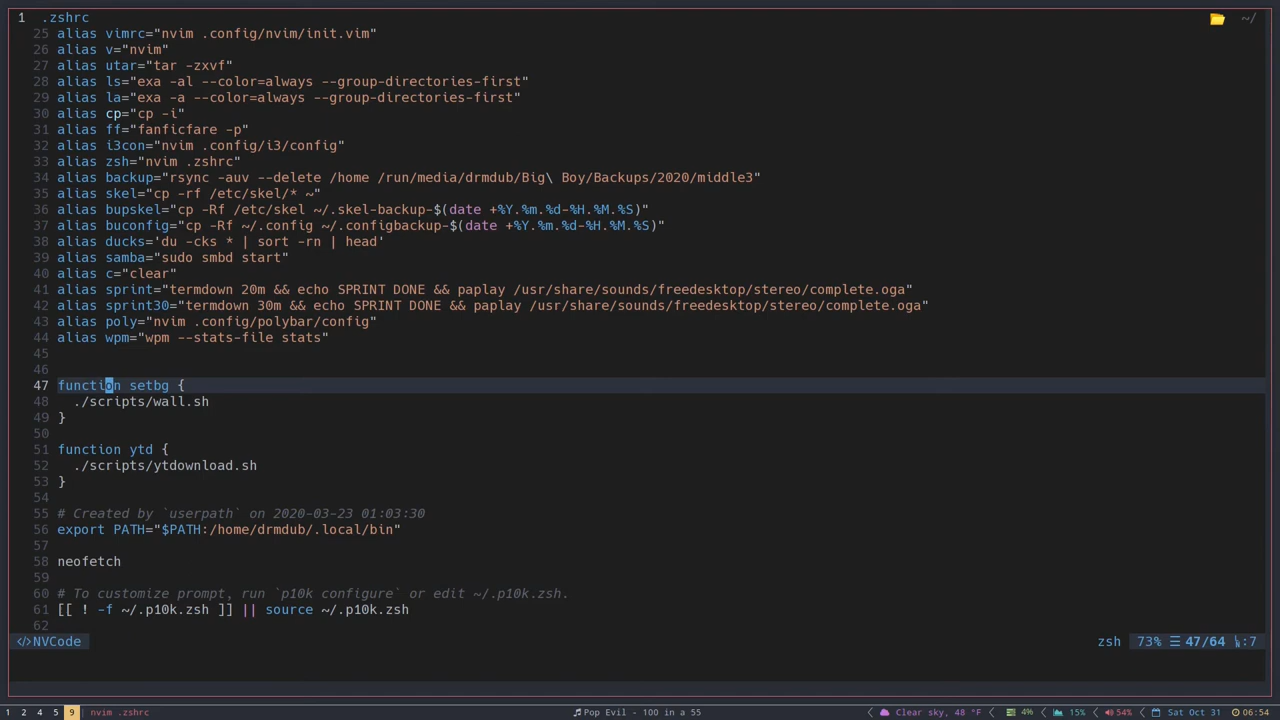 1 .zshrc ~/
25 alias vimrc="nvim .config/nvim/init.vim"
26 alias v="nvim"
27 alias utar="tar -zxvf"
28 alias ls="exa -al --color=always --group-directories-first"
29 alias la="exa -a --color=always --group-directories-first"
30 alias cp="cp -i"
31 alias ff="fanficfare -p"
32 alias i3con="nvim .config/i3/config"
33 alias zsh="nvim .zshrc"
34 alias backup="rsync -auv --delete /home /run/media/drmdub/Big\ Boy/Backups/2020/middle3"
35 alias skel="cp -rf /etc/skel/* ~"
36 alias bupskel="cp -Rf /etc/skel ~/.skel-backup-$(date +%Y.%m.%d-%H.%M.%S)"
37 alias buconfig="cp -Rf ~/.config ~/.configbackup-$(date +%Y.%m.%d-%H.%M.%S)"
38 alias ducks='du -cks * | sort -rn | head'
39 alias samba="sudo smbd start"
40 alias c="clear"
41 alias sprint="termdown 20m && echo SPRINT DONE && paplay /usr/share/sounds/freedesktop/stereo/complete.oga"
42 alias sprint30="termdown 30m && echo SPRINT DONE && paplay /usr/share/sounds/freedesktop/stereo/complete.oga"
43 alias poly="nvim .config/polybar/config"
44 alias wpm="wpm --stats-file stats"
45
46
47 function setbg {
48 ./scripts/wall.sh
49 }
50
51 function ytd {
52 ./scripts/ytdownload.sh
53 }
54
55 # Created by `userpath` on 2020-03-23 01:03:30
56 export PATH="$PATH:/home/drmdub/.local/bin"
57
58 neofetch
59
60 # To customize prompt, run `p10k configure` or edit ~/.p10k.zsh.
61 [[ ! -f ~/.p10k.zsh ]] || source ~/.p10k.zsh
62
</>NVCode zsh 73% ☰ 47/64 :7
1 2 4 5 9 nvim .zshrc Pop Evil - 100 in a 55 Clear sky, 48 °F 4% 15% 54% Sat Oct 31 06:54